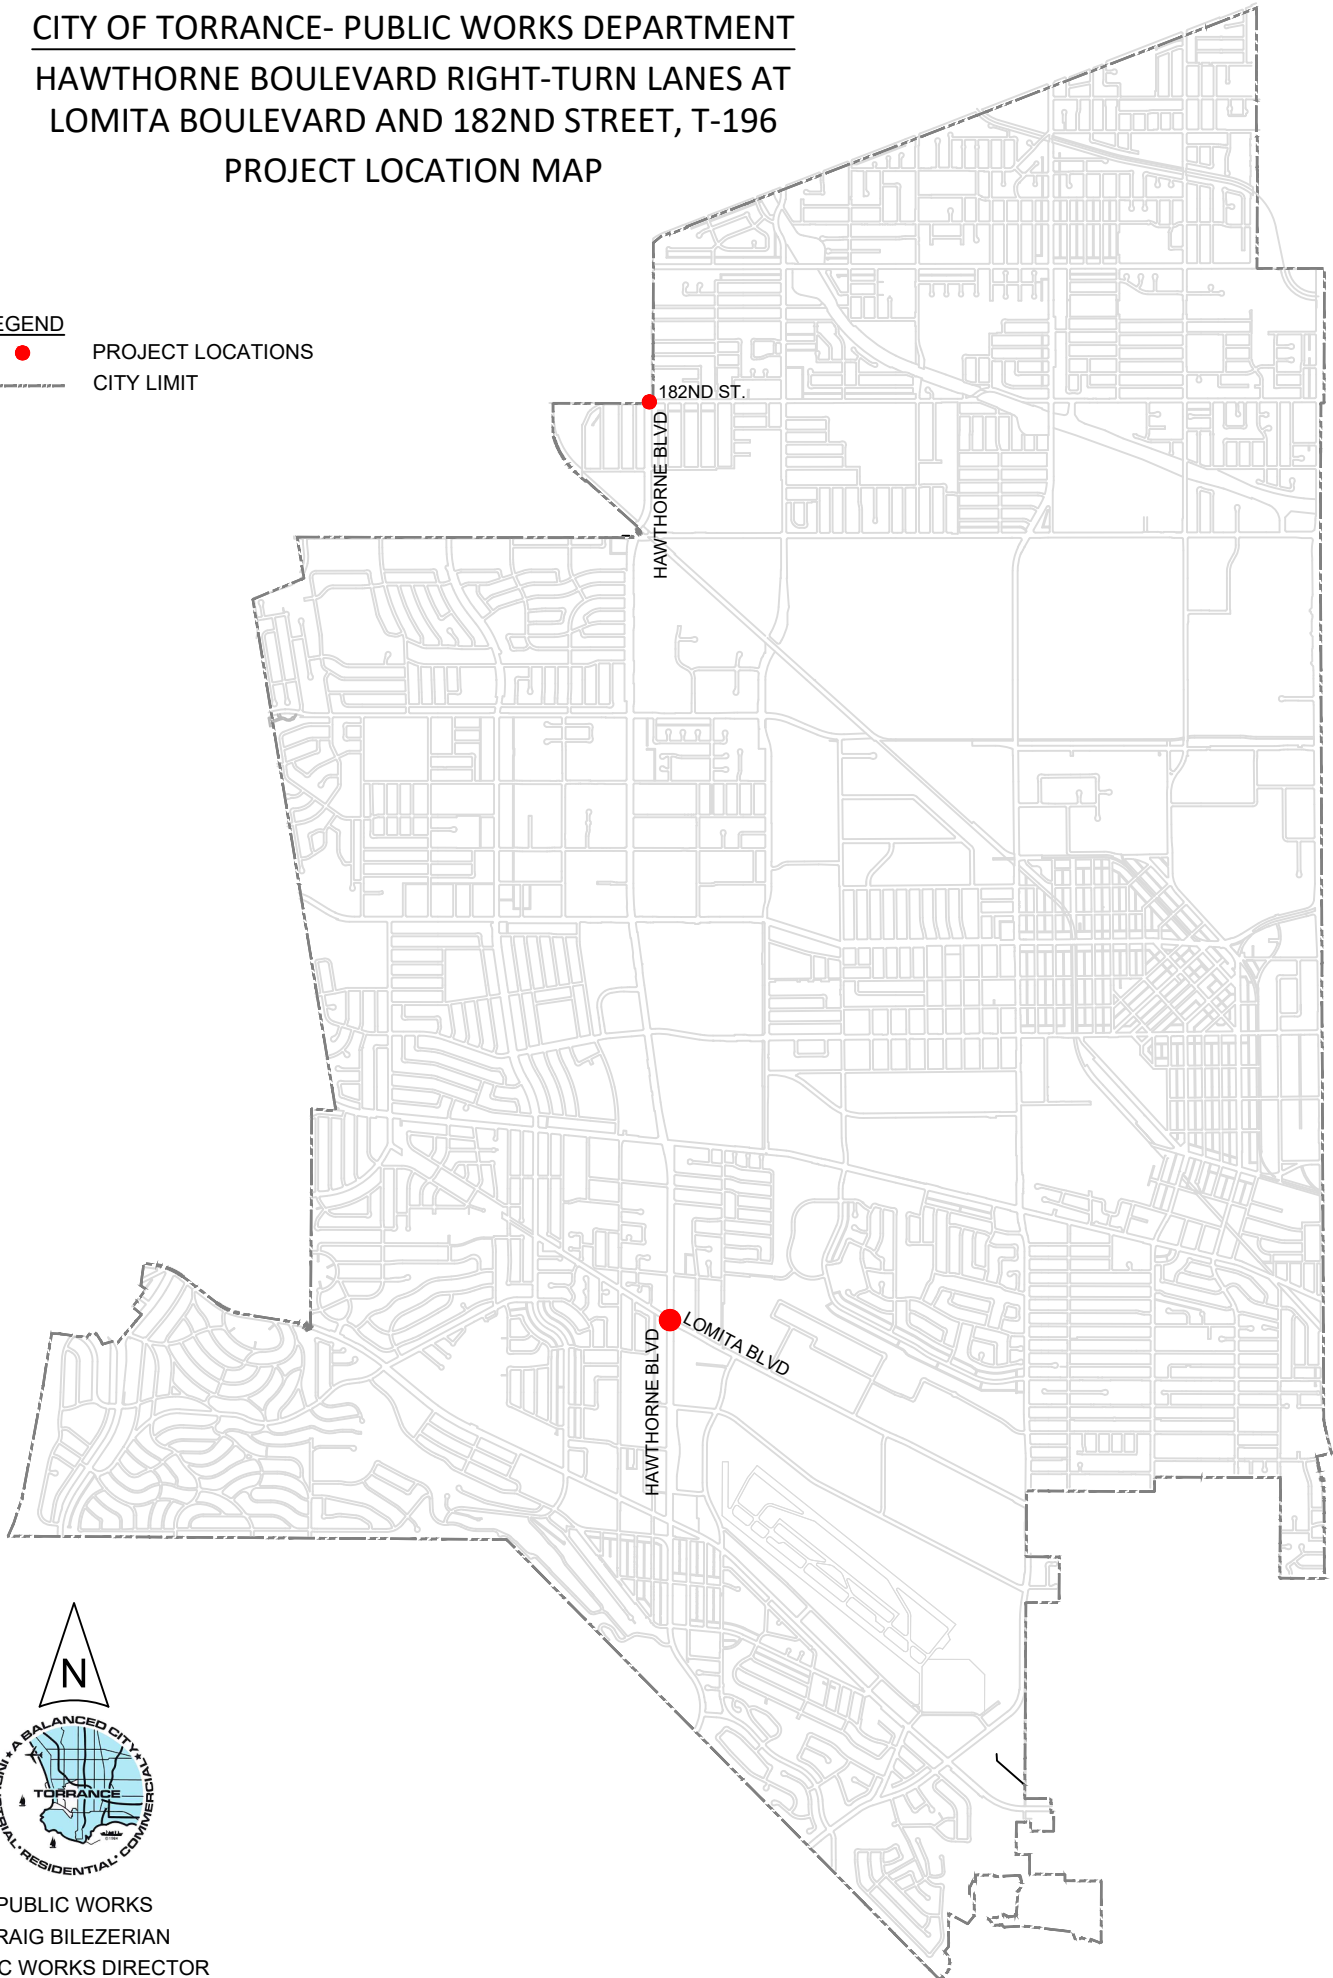 CITY OF TORRANCE- PUBLIC WORKS DEPARTMENT
HAWTHORNE BOULEVARD RIGHT-TURN LANES AT
LOMITA BOULEVARD AND 182ND STREET, T-196
PROJECT LOCATION MAP
EGEND
PROJECT LOCATIONS
CITY LIMIT
182ND ST.
HAWTHORNE BLVD
LOMITA BLVD
HAWTHORNE BLVD
N
A BALANCED CITY
INDUSTRIAL • RESIDENTIAL • COMMERCIAL
TORRANCE
PUBLIC WORKS
RAIG BILEZERIAN
C WORKS DIRECTOR